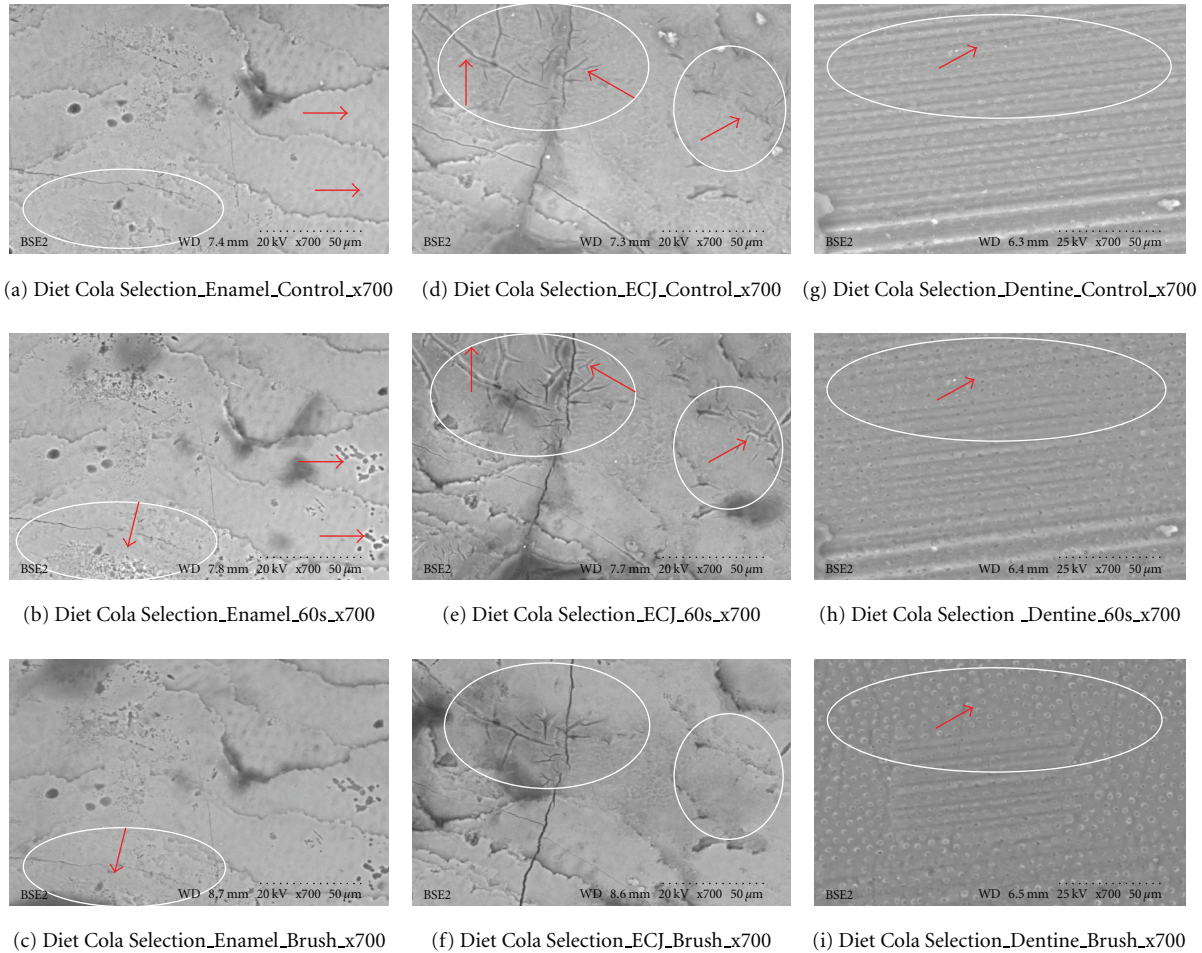 BSE2 WD 7.4 mm 20 kV x700 50 µm
BSE2 WD 7.3 mm 20 kV x700 50 µm
BSE2 WD 6.3 mm 25 kV x700 50 µm
(a) Diet Cola Selection_Enamel_Control_x700
(d) Diet Cola Selection_ECJ_Control_x700
(g) Diet Cola Selection_Dentine_Control_x700
BSE2 WD 7.8 mm 20 kV x700 50 µm
BSE2 WD 7.7 mm 20 kV x700 50 µm
BSE2 WD 6.4 mm 25 kV x700 50 µm
(b) Diet Cola Selection_Enamel_60s_x700
(e) Diet Cola Selection_ECJ_60s_x700
(h) Diet Cola Selection _Dentine_60s_x700
BSE2 WD 8.7 mm 20 kV x700 50 µm
BSE2 WD 8.6 mm 20 kV x700 50 µm
BSE2 WD 6.5 mm 25 kV x700 50 µm
(c) Diet Cola Selection_Enamel_Brush_x700
(f) Diet Cola Selection_ECJ_Brush_x700
(i) Diet Cola Selection_Dentine_Brush_x700